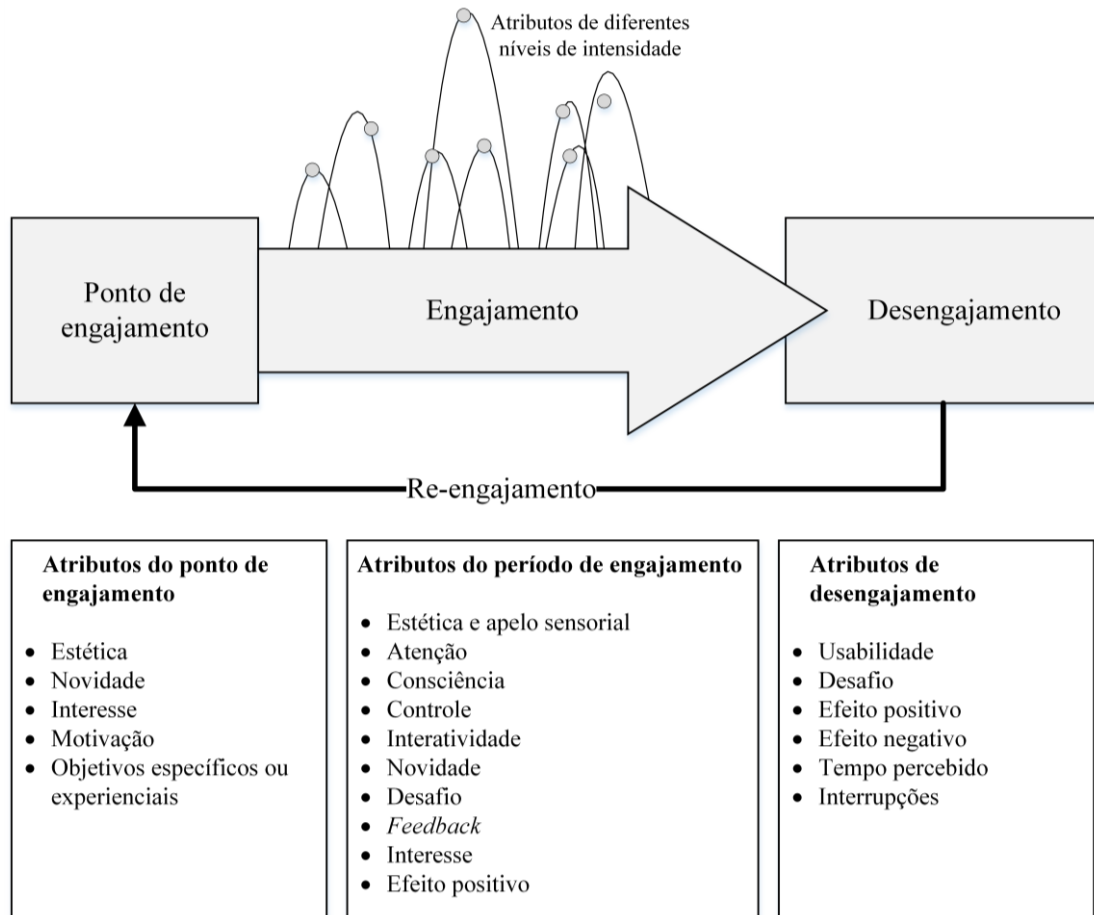 Atributos de diferentes
níveis de intensidade
Ponto de
engajamento
Engajamento
Desengajamento
Re-engajamento
Atributos do ponto de
engajamento
• Estética
• Novidade
• Interesse
• Motivação
• Objetivos específicos ou
experienciais
Atributos do período de engajamento
• Estética e apelo sensorial
• Atenção
• Consciência
• Controle
• Interatividade
• Novidade
• Desafio
• Feedback
• Interesse
• Efeito positivo
Atributos de
desengajamento
• Usabilidade
• Desafio
• Efeito positivo
• Efeito negativo
• Tempo percebido
• Interrupções